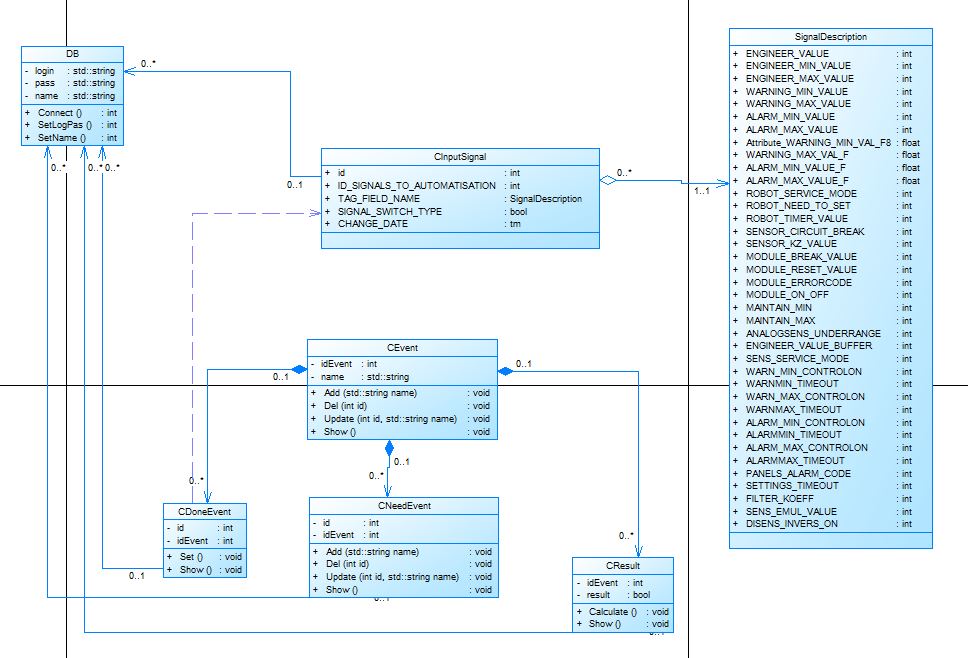 DB
- login : std::string
- pass : std::string
- name : std::string
+ Connect () : int
+ SetLogPas () : int
+ SetName () : int
0..*
0..*
0..*
0..*
CInputSignal
+ id : int
+ ID_SIGNALS_TO_AUTOMATISATION : int
+ TAG_FIELD_NAME : SignalDescription
+ SIGNAL_SWITCH_TYPE : bool
+ CHANGE_DATE : tm
0..1
0..*
1..1
SignalDescription
+ ENGINEER_VALUE : int
+ ENGINEER_MIN_VALUE : int
+ ENGINEER_MAX_VALUE : int
+ WARNING_MIN_VALUE : int
+ WARNING_MAX_VALUE : int
+ ALARM_MIN_VALUE : int
+ ALARM_MAX_VALUE : int
+ Attribute_WARNING_MIN_VAL_F8 : float
+ WARNING_MAX_VAL_F : float
+ ALARM_MIN_VALUE_F : float
+ ALARM_MAX_VALUE_F : float
+ ROBOT_SERVICE_MODE : int
+ ROBOT_NEED_TO_SET : int
+ ROBOT_TIMER_VALUE : int
+ SENSOR_CIRCUIT_BREAK : int
+ SENSOR_KZ_VALUE : int
+ MODULE_BREAK_VALUE : int
+ MODULE_RESET_VALUE : int
+ MODULE_ERRORCODE : int
+ MODULE_ON_OFF : int
+ MAINTAIN_MIN : int
+ MAINTAIN_MAX : int
+ ANALOGSENS_UNDERRANGE : int
+ ENGINEER_VALUE_BUFFER : int
+ SENS_SERVICE_MODE : int
+ WARN_MIN_CONTROLON : int
+ WARNMIN_TIMEOUT : int
+ WARN_MAX_CONTROLON : int
+ WARNMAX_TIMEOUT : int
+ ALARM_MIN_CONTROLON : int
+ ALARMMIN_TIMEOUT : int
+ ALARM_MAX_CONTROLON : int
+ ALARMMAX_TIMEOUT : int
+ PANELS_ALARM_CODE : int
+ SETTINGS_TIMEOUT : int
+ FILTER_KOEFF : int
+ SENS_EMUL_VALUE : int
+ DISENS_INVERS_ON : int
CEvent
- idEvent : int
- name : std::string
+ Add (std::string name) : void
+ Del (int id) : void
+ Update (int id, std::string name) : void
+ Show () : void
0..1
0..1
0..1
0..*
0..*
0..*
CDoneEvent
- id : int
- idEvent : int
+ Set () : void
+ Show () : void
0..1
CNeedEvent
- id : int
- idEvent : int
+ Add (std::string name) : void
+ Del (int id) : void
+ Update (int id, std::string name) : void
+ Show () : void
0..1
CResult
- idEvent : int
- result : bool
+ Calculate () : void
+ Show () : void
0..1